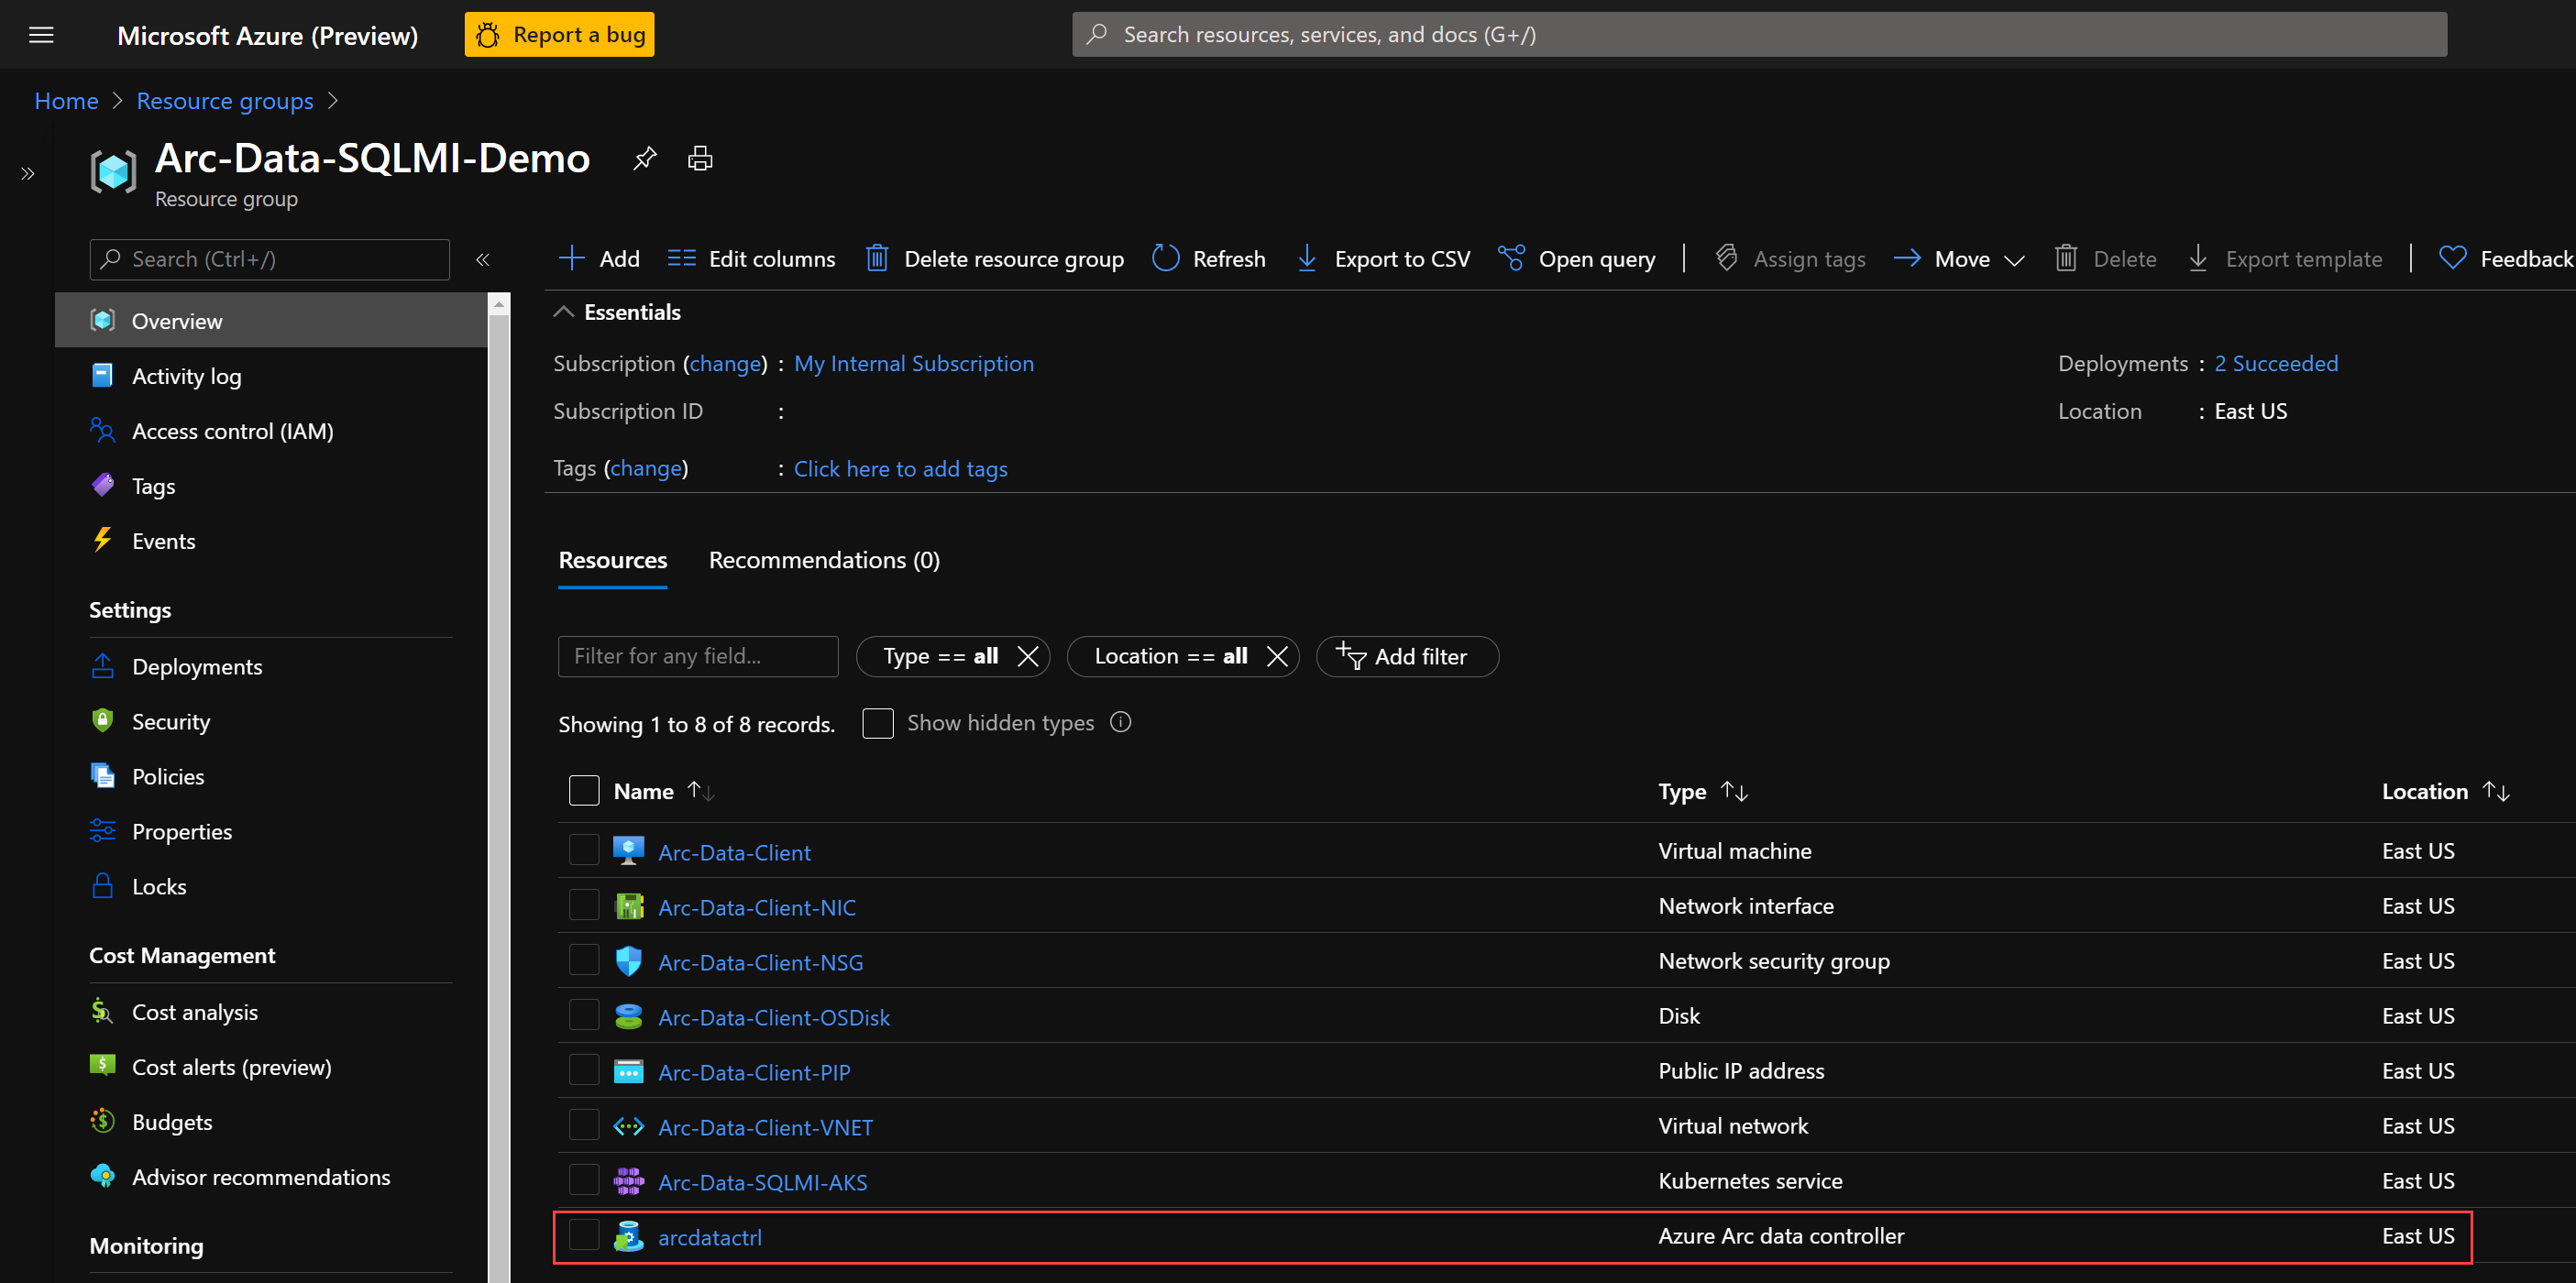 Microsoft Azure (Preview) Report a bug Search resources, services, and docs (G+/)
Home > Resource groups >
Arc-Data-SQLMI-Demo
Resource group
Search (Ctrl+/)
Overview
Activity log
Access control (IAM)
Tags
Events
Settings
Deployments
Security
Policies
Properties
Locks
Cost Management
Cost analysis
Cost alerts (preview)
Budgets
Advisor recommendations
Monitoring
Add Edit columns Delete resource group Refresh Export to CSV Open query Assign tags Move Delete Export template Feedback
Essentials
Subscription (change) : My Internal Subscription
Subscription ID :
Tags (change) : Click here to add tags
Deployments : 2 Succeeded
Location : East US
Resources Recommendations (0)
Filter for any field... Type == all Location == all Add filter
Showing 1 to 8 of 8 records. Show hidden types
Name Type Location
Arc-Data-Client Virtual machine East US
Arc-Data-Client-NIC Network interface East US
Arc-Data-Client-NSG Network security group East US
Arc-Data-Client-OSDisk Disk East US
Arc-Data-Client-PIP Public IP address East US
Arc-Data-Client-VNET Virtual network East US
Arc-Data-SQLMI-AKS Kubernetes service East US
arcdatactrl Azure Arc data controller East US